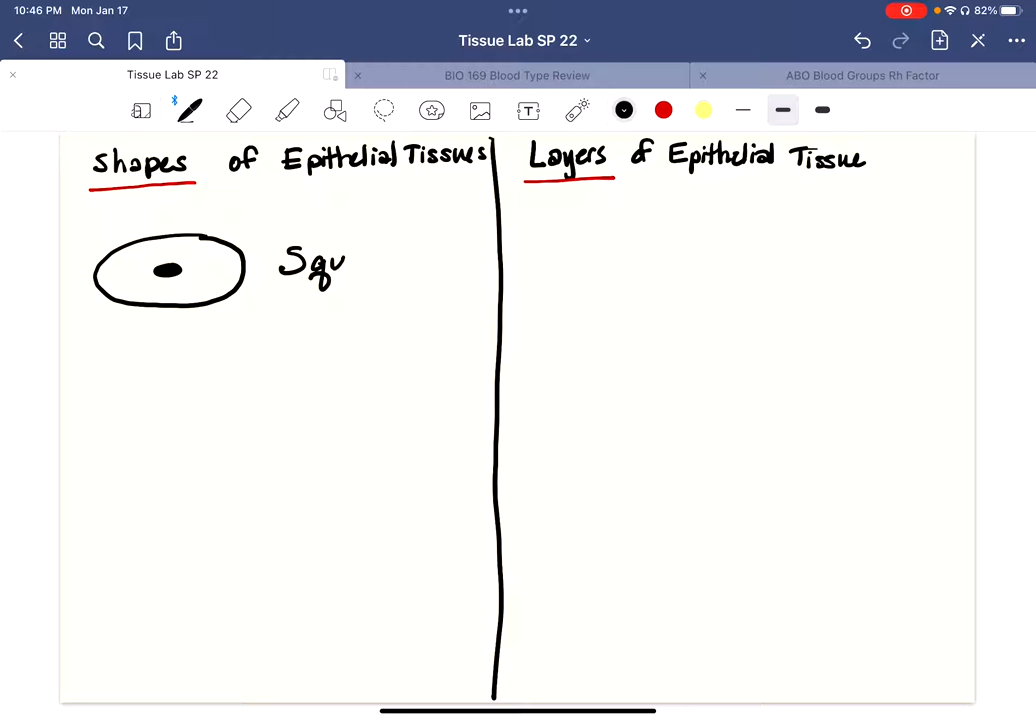 10:46 PM Mon Jan 17
82%
Tissue Lab SP 22
Tissue Lab SP 22
BIO 169 Blood Type Review
ABO Blood Groups Rh Factor
T
Shapes of Epithelial Tissues
Layers of Epithelial Tissue
Squ